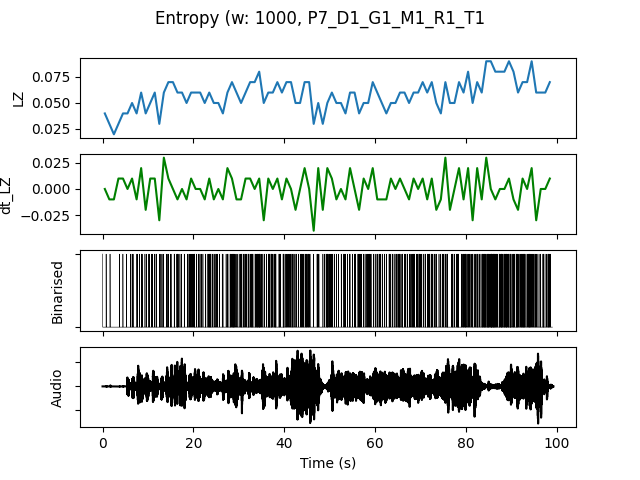 Entropy (w: 1000, P7_D1_G1_M1_R1_T1
0.075
0.050
0.025
LZ
0.025
0.000
−0.025
dt_LZ
Binarised
Audio
0 20 40 60 80 100
Time (s)